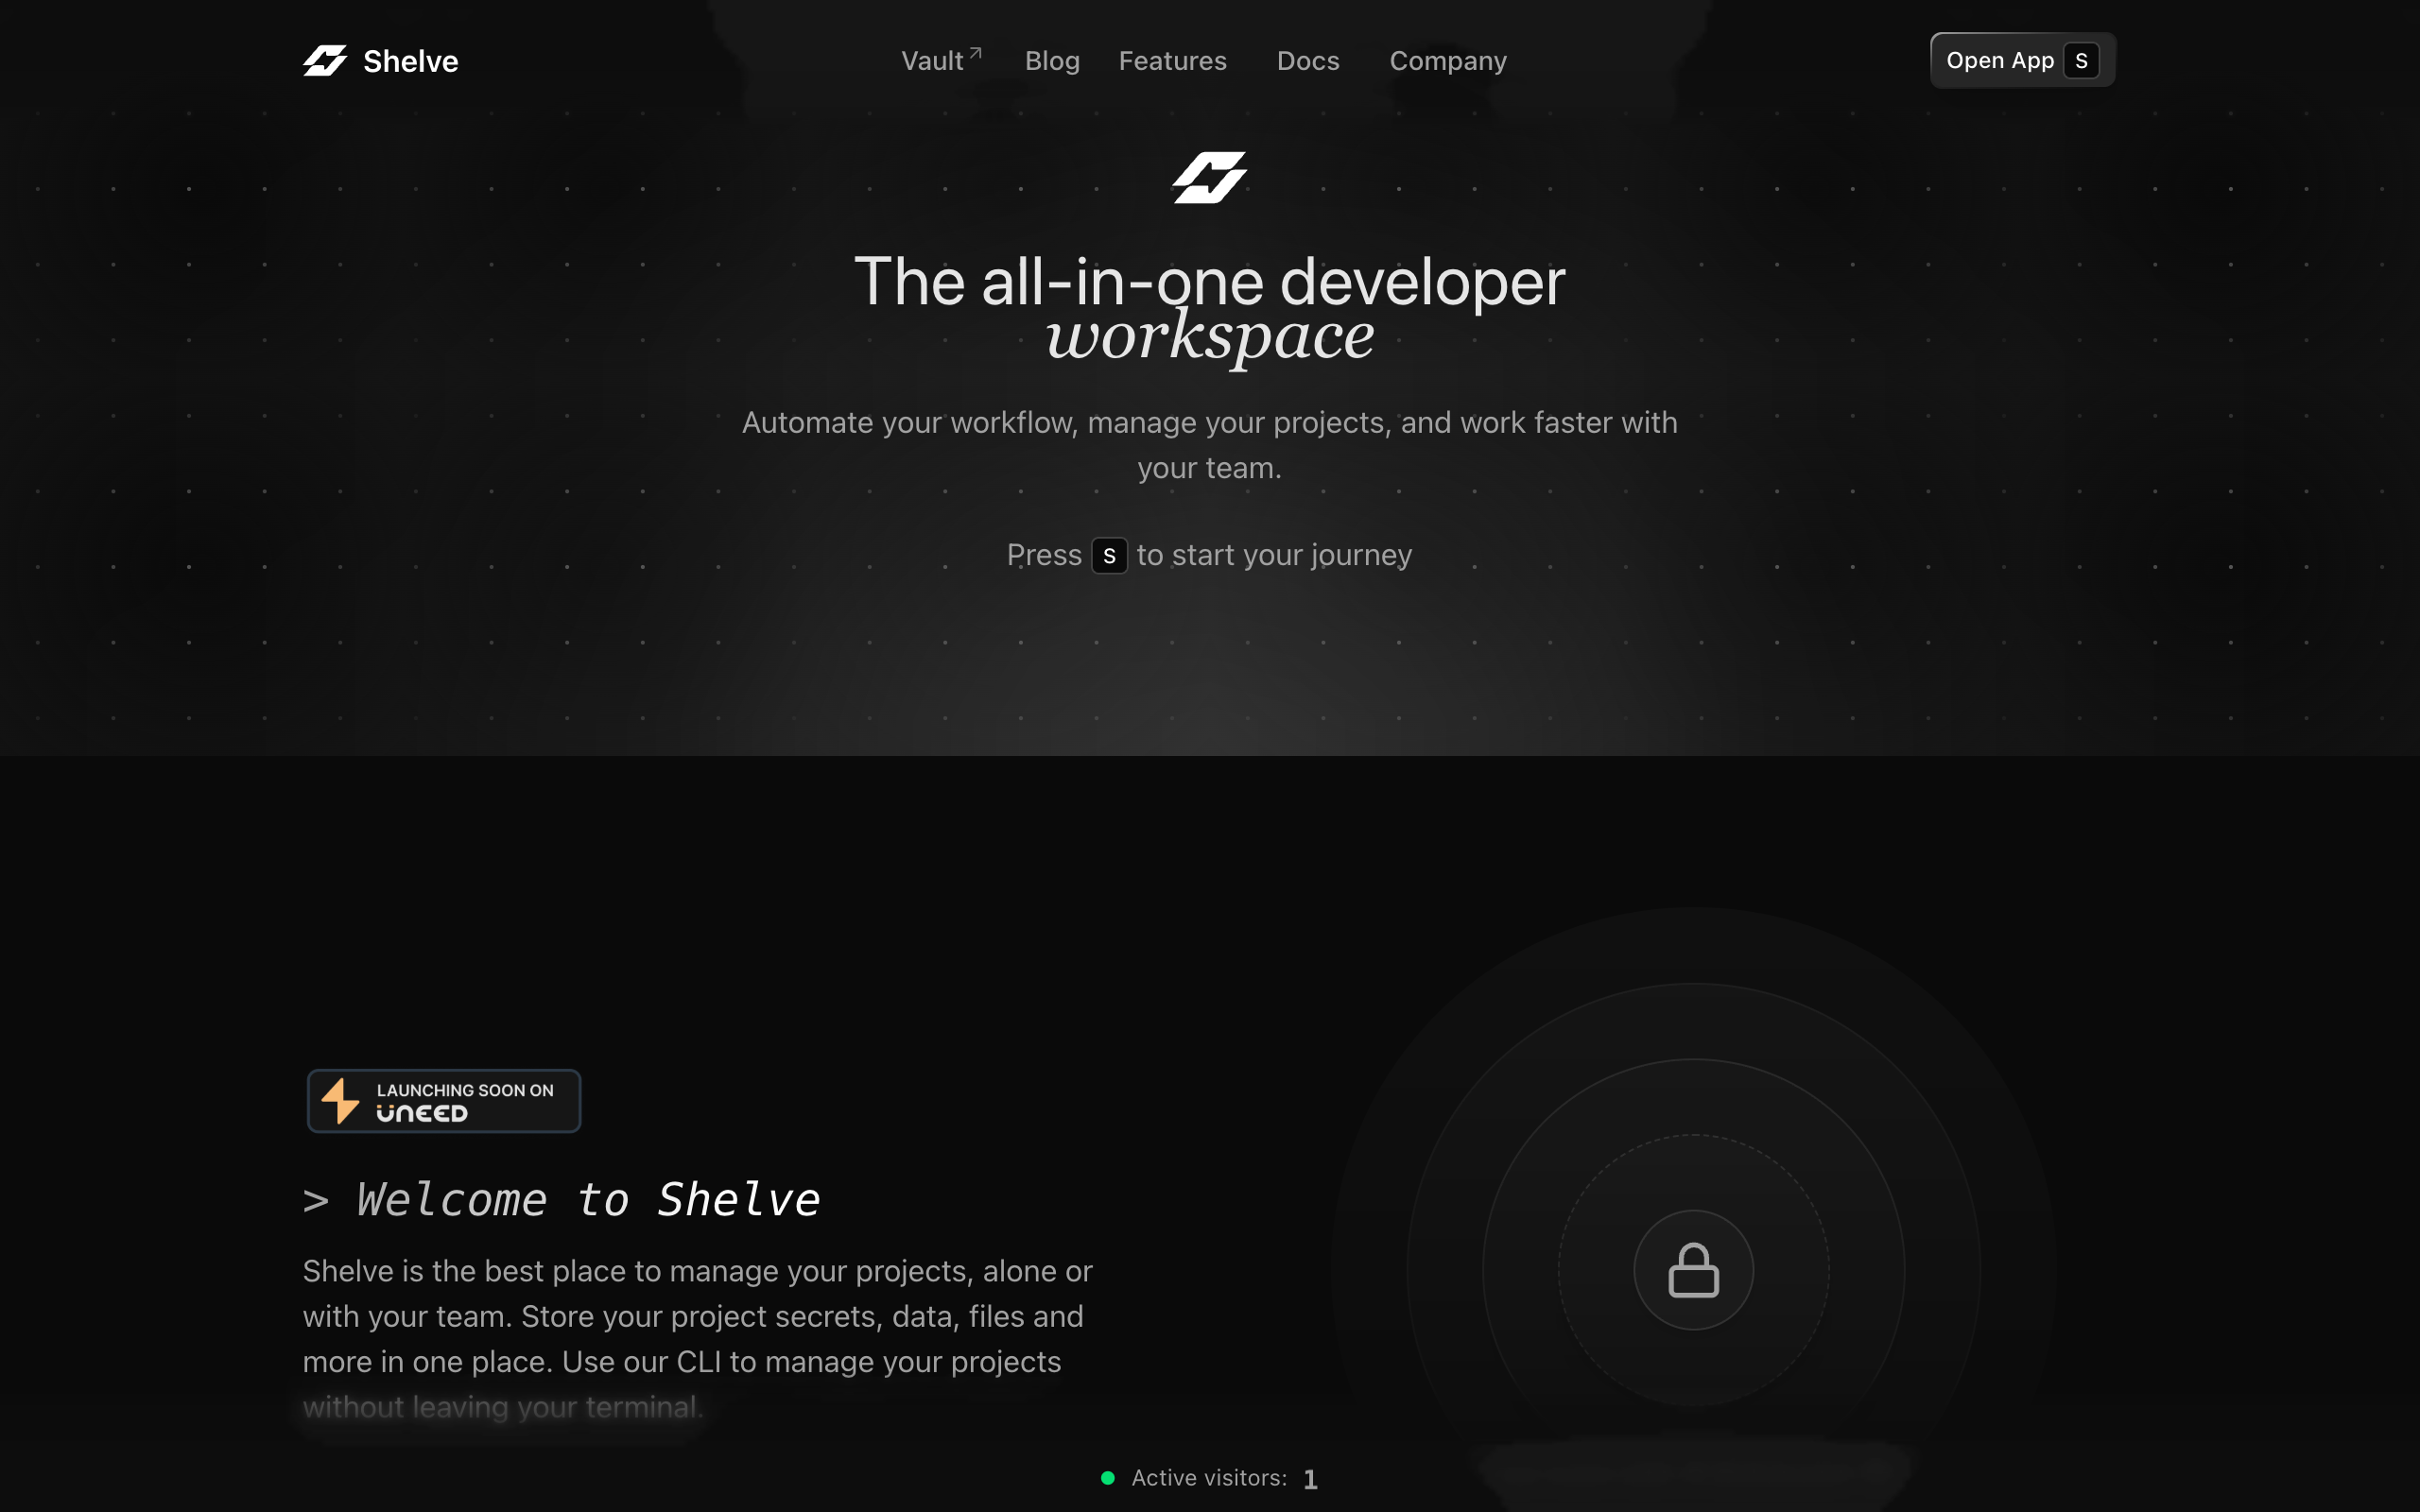 Shelve
Vault Blog Features Docs Company
Open App S
The all-in-one developer
workspace
Automate your workflow, manage your projects, and work faster with
your team.
Press S to start your journey
LAUNCHING SOON ON
UNEED
> Welcome to Shelve
Shelve is the best place to manage your projects, alone or
with your team. Store your project secrets, data, files and
more in one place. Use our CLI to manage your projects
without leaving your terminal.
Active visitors: 1